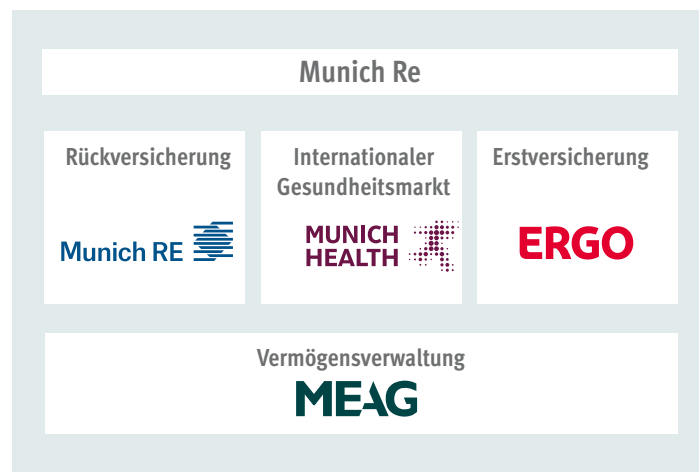 Munich Re
Rückversicherung
Munich RE
Internationaler
Gesundheitsmarkt
MUNICH
HEALTH
Erstversicherung
ERGO
Vermögensverwaltung
MEAG